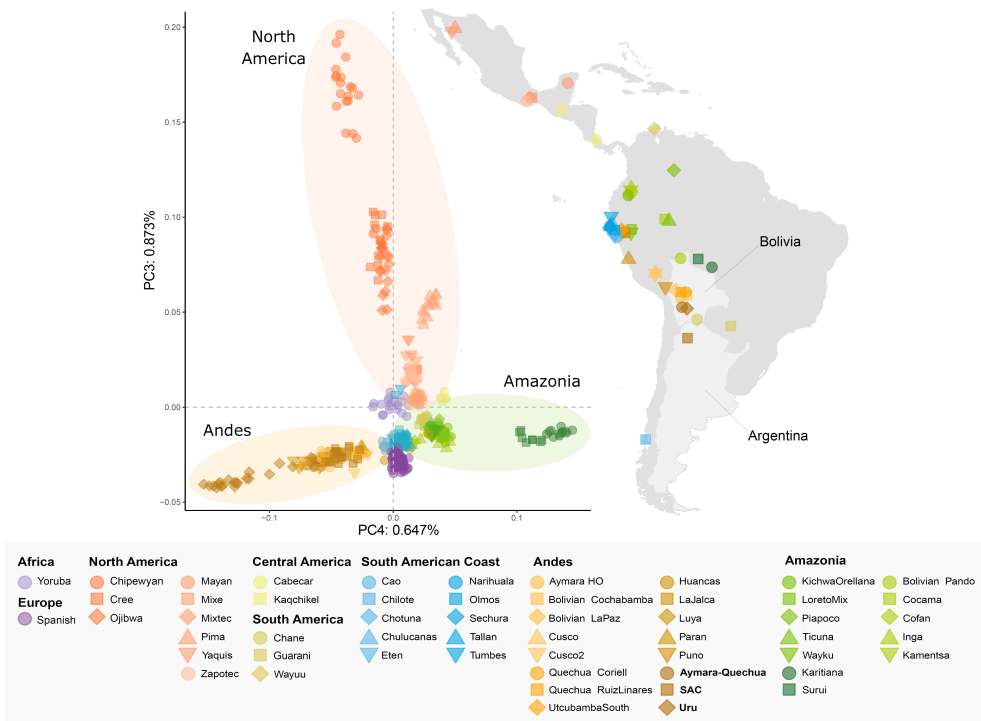 North
America
0.20
0.15
0.10
0.05
0.00
−0.05
PC3: 0.873%
Andes
Amazonia
−0.1
0.0
0.1
PC4: 0.647%
Bolivia
Argentina
Africa
Yoruba
Europe
Spanish
North America
Chipewyan
Cree
Ojibwa
Mayan
Mixe
Mixtec
Pima
Yaquis
Zapotec
Central America
Cabecar
Kaqchikel
South America
Chane
Guarani
Wayuu
South American Coast
Cao
Chilote
Chotuna
Chulucanas
Eten
Narihuala
Olmos
Sechura
Tallan
Tumbes
Andes
Aymara HO
Bolivian Cochabamba
Bolivian LaPaz
Cusco
Cusco2
Quechua Coriell
Quechua RuizLinares
UtcubambaSouth
Huancas
LaJalca
Luya
Paran
Puno
Aymara-Quechua
SAC
Uru
Amazonia
KichwaOrellana
LoretoMix
Piapoco
Ticuna
Wayku
Karitiana
Surui
Bolivian Pando
Cocama
Cofan
Inga
Kamentsa